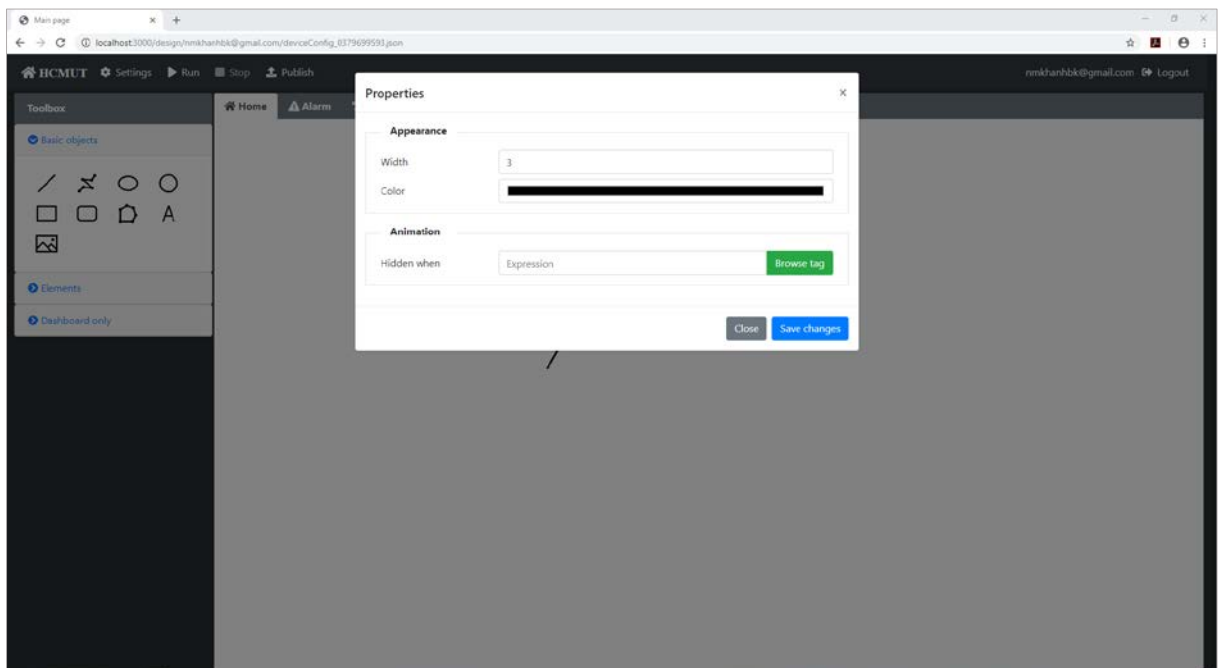 Main page
localhost:3000/design/nmkhanhbk@gmail.com/deviceConfig_0379699593.json
HCMUT Settings Run Stop Publish nmkhanhbk@gmail.com Logout
Toolbox
Home Alarm
Basic objects
A
Elements
Dashboard only
Properties ×
Appearance
Width 3
Color
Animation
Hidden when Expression Browse tag
Close Save changes